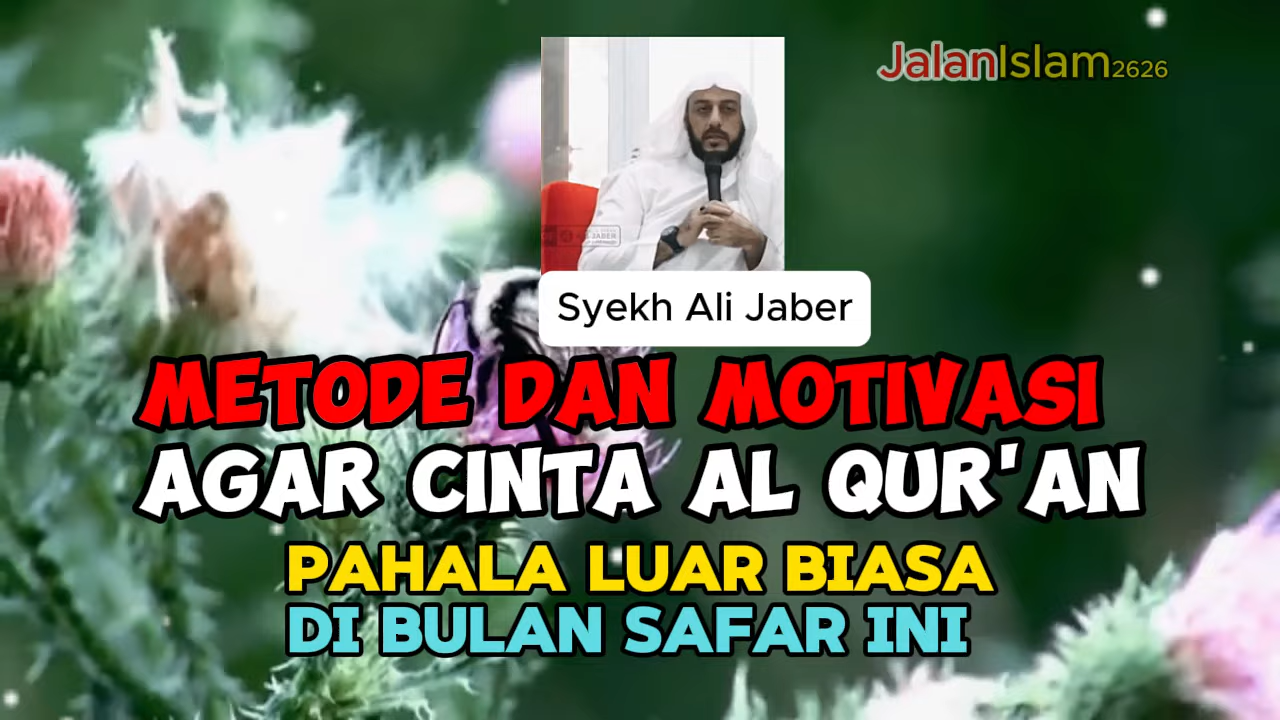 JalanIslam2626
Syekh Ali Jaber
METODE DAN MOTIVASI
AGAR CINTA AL QUR'AN
PAHALA LUAR BIASA
DI BULAN SAFAR INI